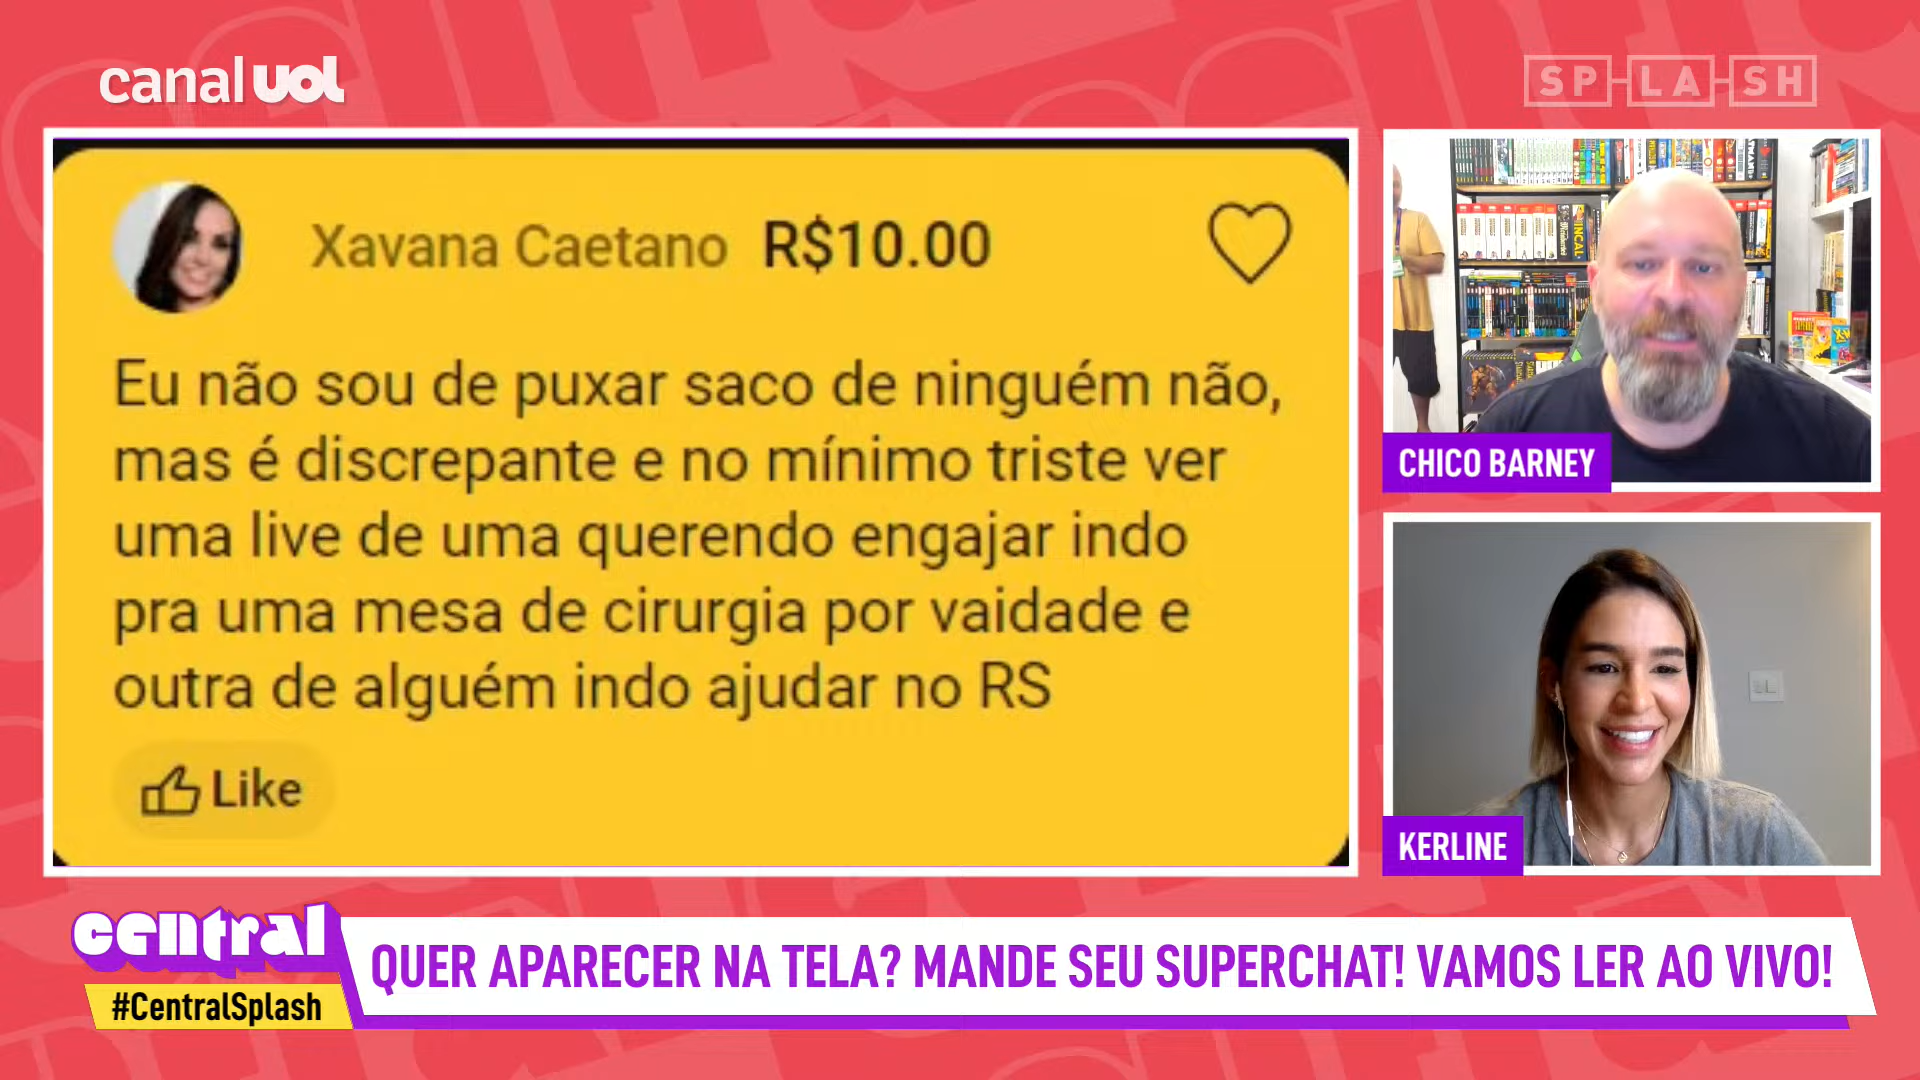 canal UOL
SPLASH
Xavana Caetano R$10.00
Eu não sou de puxar saco de ninguém não,
mas é discrepante e no mínimo triste ver
uma live de uma querendo engajar indo
pra uma mesa de cirurgia por vaidade e
outra de alguém indo ajudar no RS
Like
CHICO BARNEY
KERLINE
central
#CentralSplash
QUER APARECER NA TELA? MANDE SEU SUPERCHAT! VAMOS LER AO VIVO!